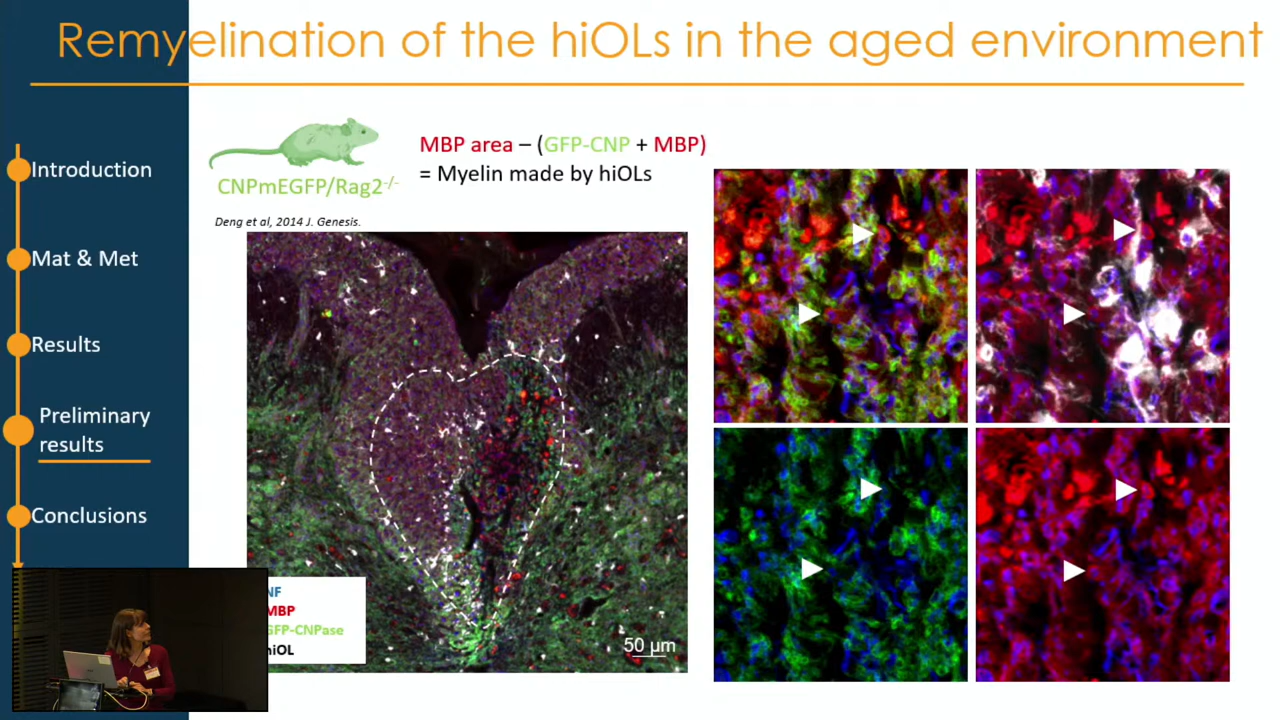 Remyelination of the hiOLs in the aged environment
Introduction
Mat & Met
Results
Preliminary
results
Conclusions
CNPmEGFP/Rag2-/-
Deng et al, 2014 J. Genesis.
MBP area – (GFP-CNP + MBP)
= Myelin made by hiOLs
NF
MBP
GFP-CNPase
hiOL
50 µm